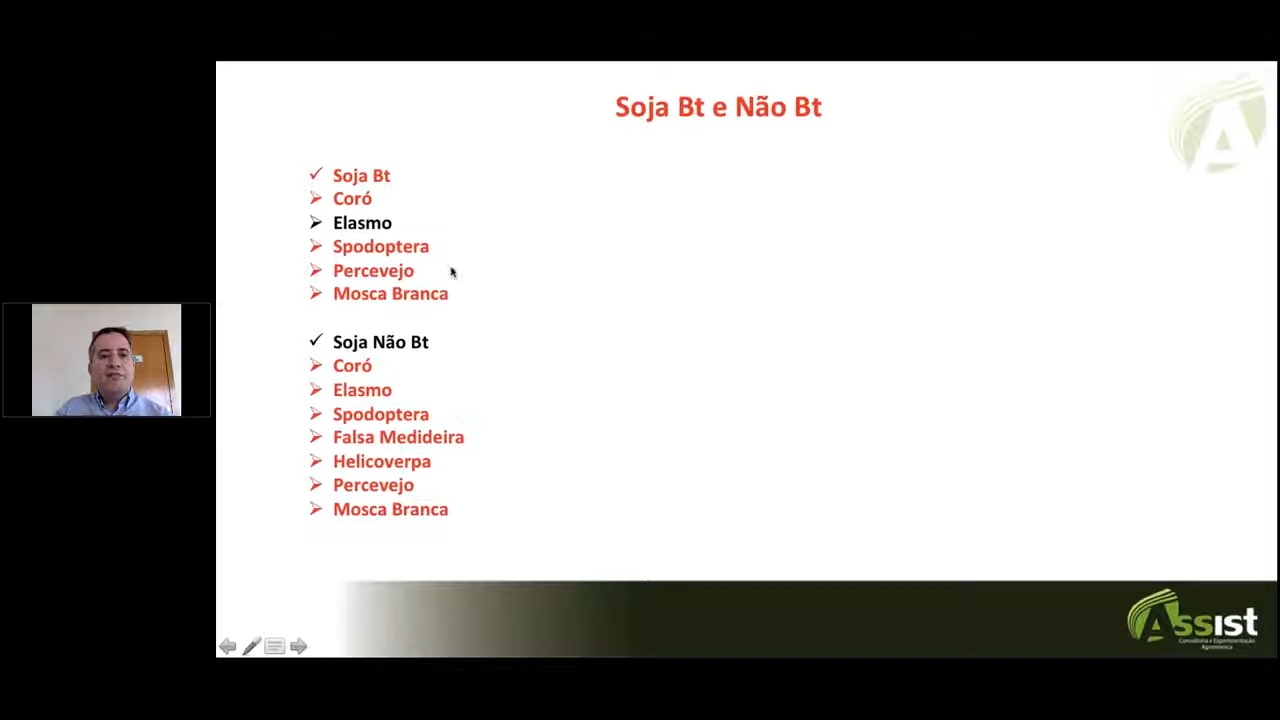 Soja Bt e Não Bt
Soja Bt
Coró
Elasmo
Spodoptera
Percevejo
Mosca Branca
Soja Não Bt
Coró
Elasmo
Spodoptera
Falsa Medideira
Helicoverpa
Percevejo
Mosca Branca
Assist
Consultoria e Experimentação
Agronômica